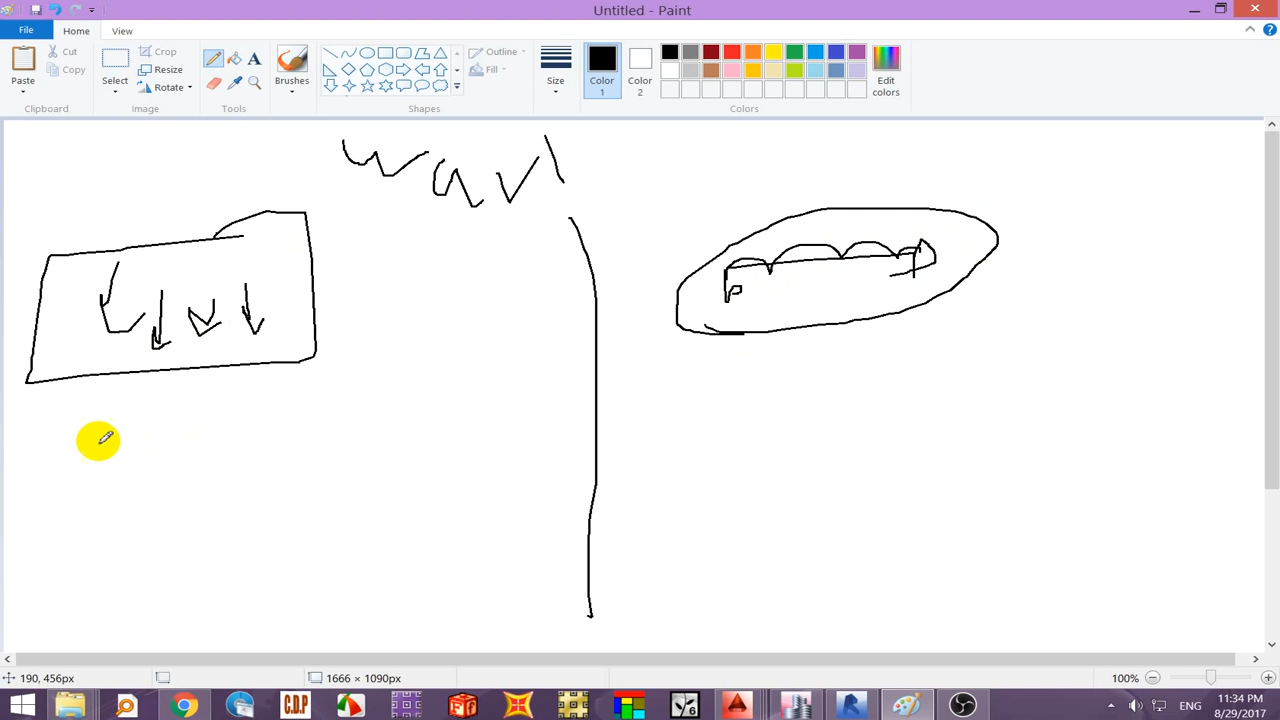 Untitled - Paint
File
Home
View
Paste
Cut
Copy
Clipboard
Select
Crop
Resize
Rotate
Image
A
Tools
Brushes
Shapes
Outline
Fill
Size
Color 1
Color 2
Edit colors
Colors
190, 456px
1666 × 1090px
100%
CDP
6
ENG
11:34 PM
8/29/2017